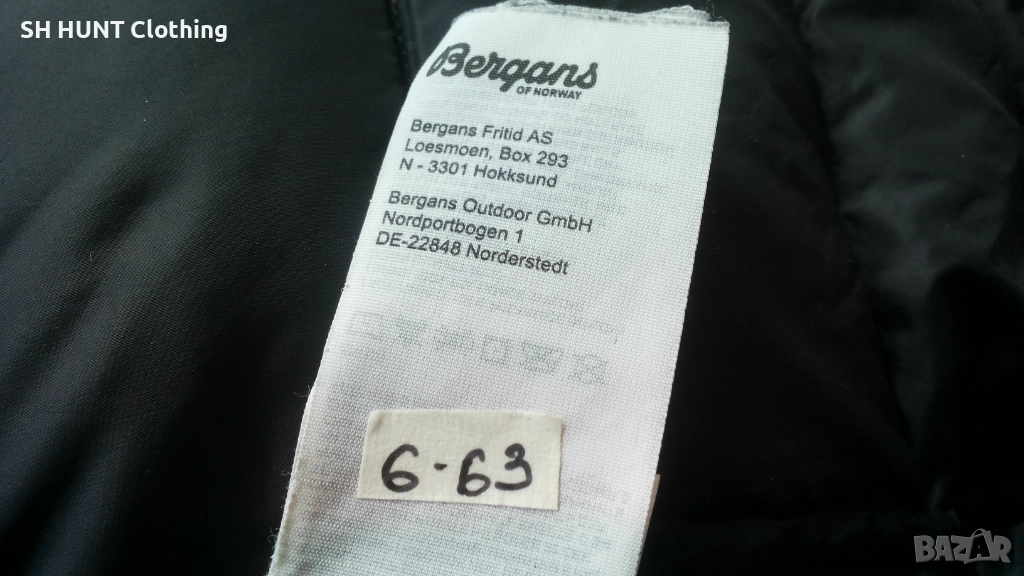 SH HUNT Clothing
Bergans
OF NORWAY
Bergans Fritid AS
Loesmoen, Box 293
N - 3301 Hokksund
Bergans Outdoor GmbH
Nordportbogen 1
DE-22848 Norderstedt
6-63
BAZAR